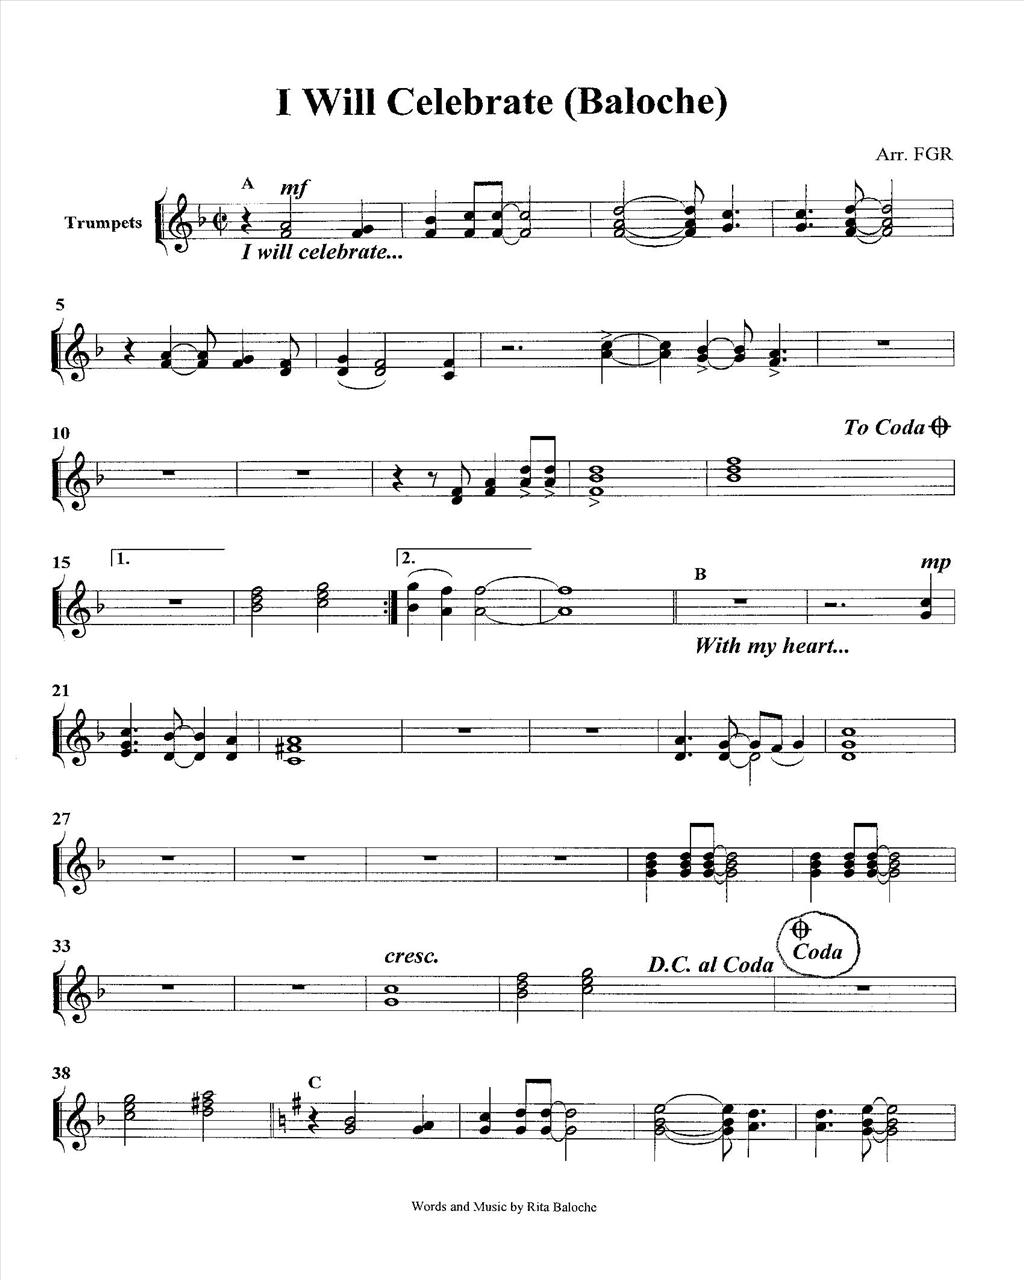 I Will Celebrate (Baloche)
Arr. FGR
A mf
Trumpets
I will celebrate...
5
10
To Coda
15 1. 2.
B mp
With my heart...
21
27
33 cresc. D.C. al Coda Coda
38 C
Words and Music by Rita Baloche